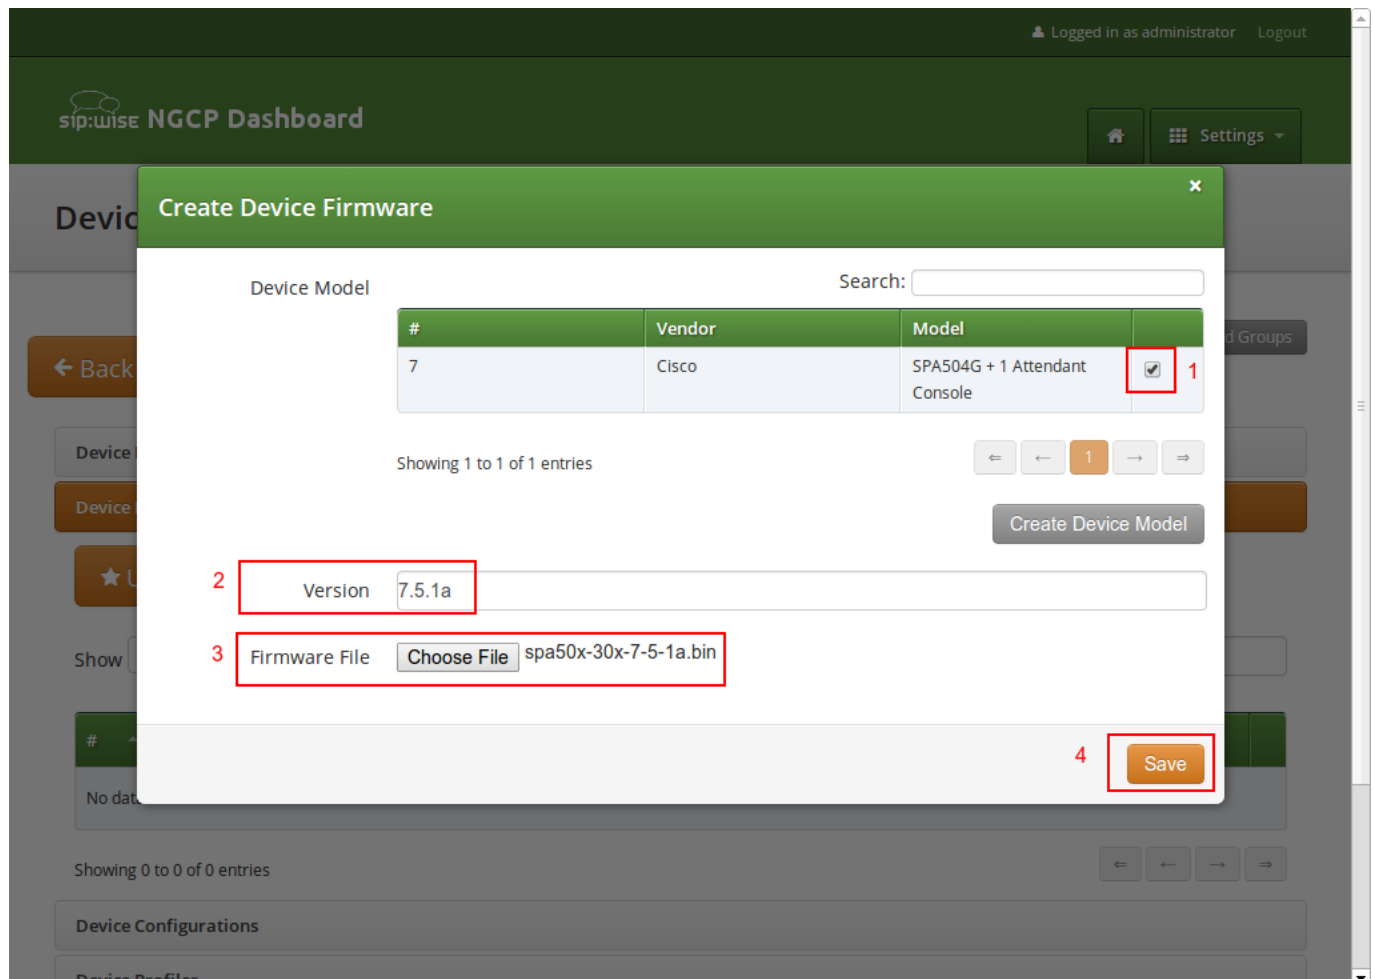 Logged in as administrator Logout
sip:wise NGCP Dashboard
Settings
Devic
Create Device Firmware
×
Device Model
Search:
# Vendor Model
7 Cisco SPA504G + 1 Attendant Console
1
d Groups
← Back
Device
Showing 1 to 1 of 1 entries
⇐ ← 1 → ⇒
Device
Create Device Model
U
2 Version 7.5.1a
3 Firmware File Choose File spa50x-30x-7-5-1a.bin
Show
#
4 Save
No dat
Showing 0 to 0 of 0 entries
⇐ ← → ⇒
Device Configurations
Device Profiles